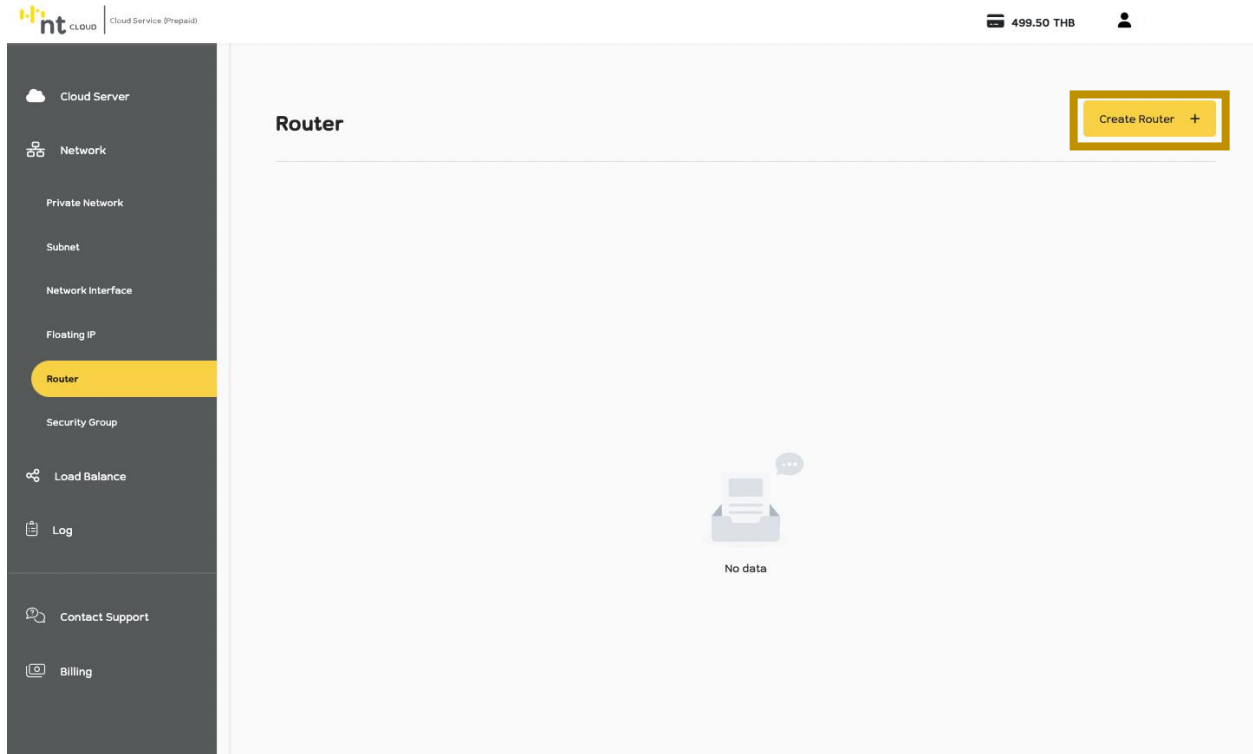 nt CLOUD Cloud Service (Prepaid)
499.50 THB
Cloud Server
Network
Private Network
Subnet
Network Interface
Floating IP
Router
Security Group
Load Balance
Log
Contact Support
Billing
Router
Create Router +
No data